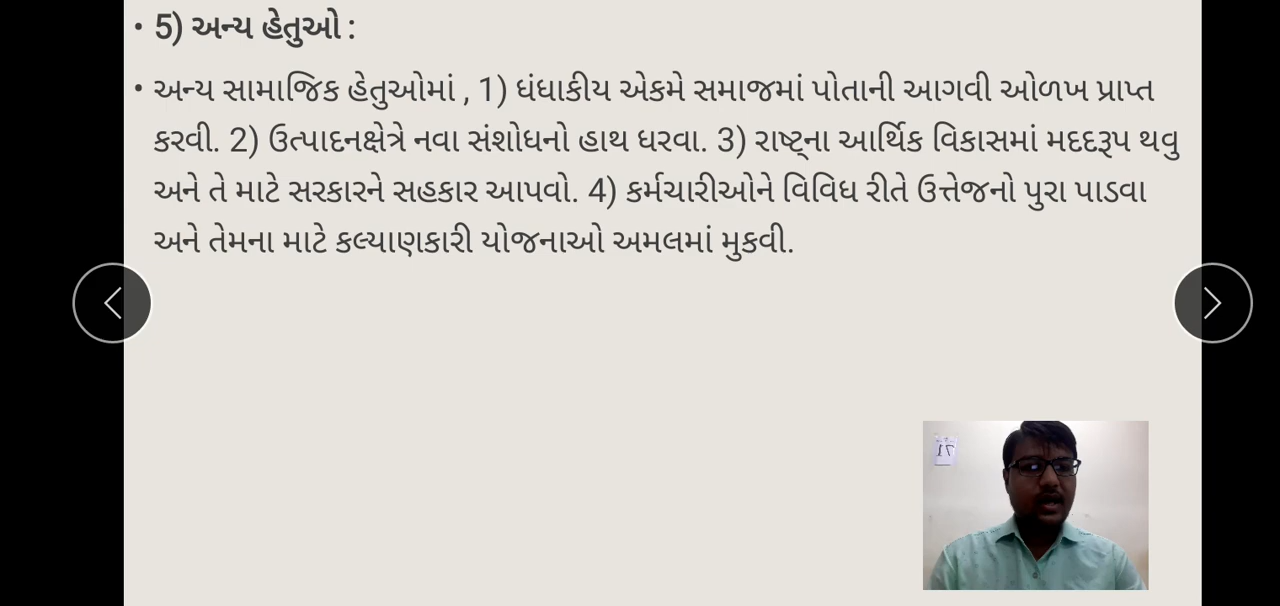 • 5) અન્ય હેતુઓ :
• અન્ય સામાજિક હેતુઓમાં , 1) ધંધાકીય એકમે સમાજમાં પોતાની આગવી ઓળખ પ્રાપ્ત
કરવી. 2) ઉત્પાદનક્ષેત્રે નવા સંશોધનો હાથ ધરવા. 3) રાષ્ટ્ના આર્થિક વિકાસમાં મદદરૂપ થવુ
અને તે માટે સરકારને સહકાર આપવો. 4) કર્મચારીઓને વિવિધ રીતે ઉત્તેજનો પુરા પાડવા
અને તેમના માટે કલ્યાણકારી યોજનાઓ અમલમાં મુકવી.